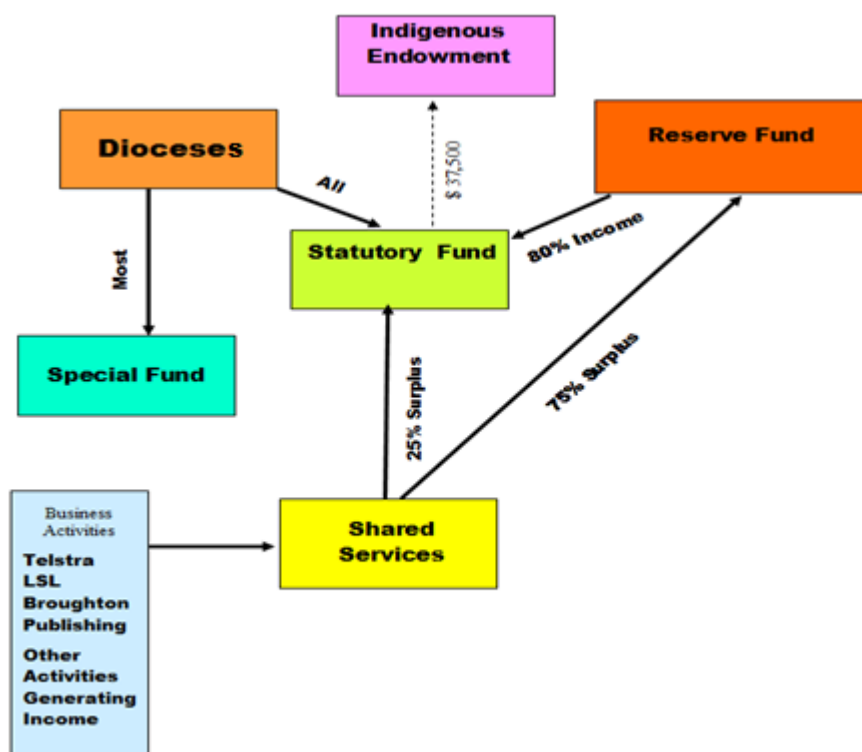 Indigenous
Endowment
Dioceses
Reserve Fund
All
$ 37,500
80% Income
Statutory Fund
Most
Special Fund
25% Surplus
75% Surplus
Business
Activities
Telstra
LSL
Broughton
Publishing
Other
Activities
Generating
Income
Shared
Services